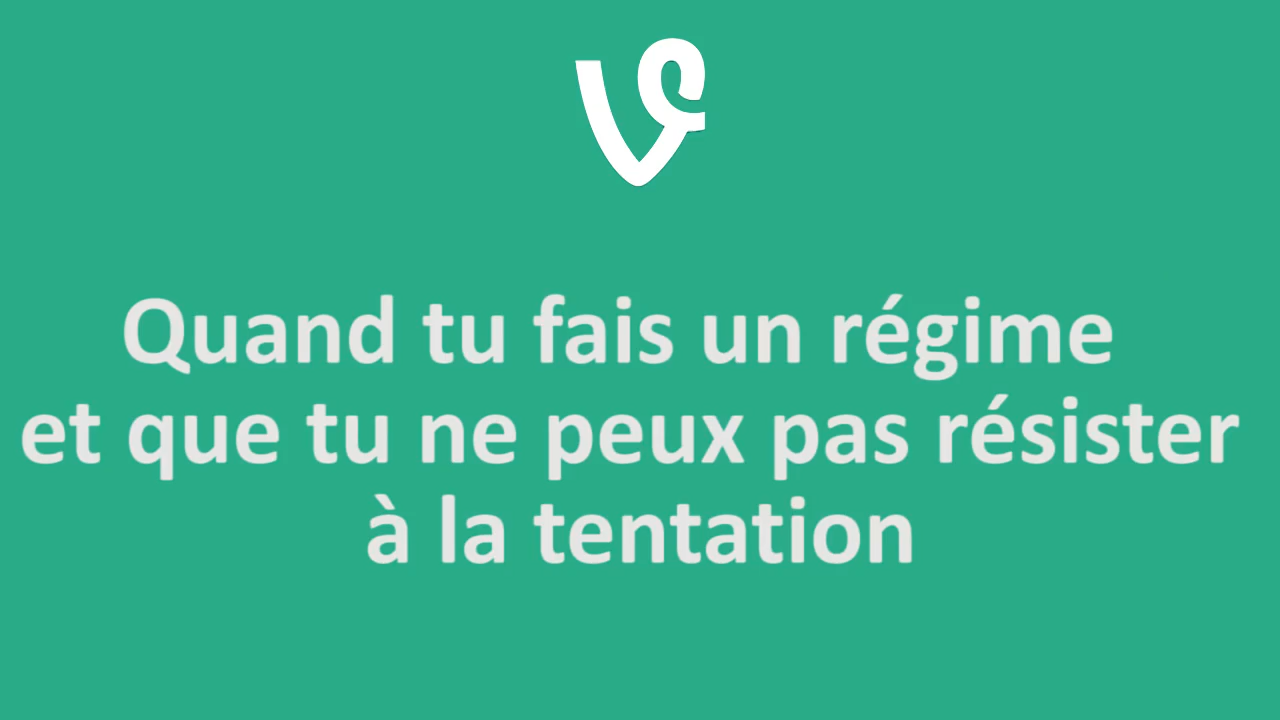 Quand tu fais un régime
et que tu ne peux pas résister
à la tentation